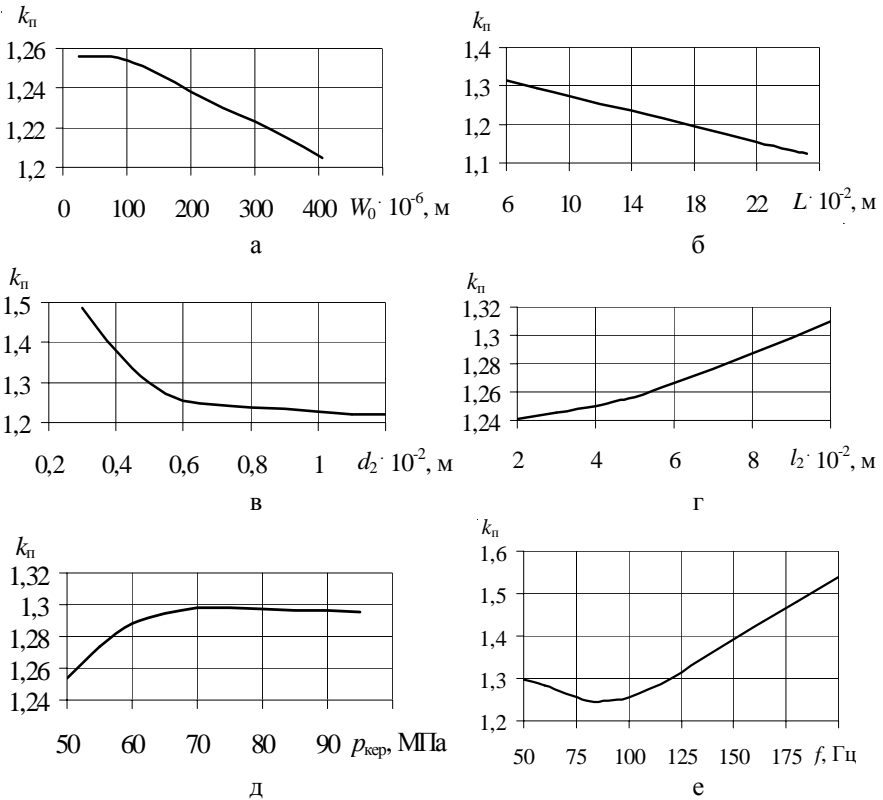 kп
1,26
1,24
1,22
1,2
0 100 200 300 400 W0· 10-6, м
а
kп
1,4
1,3
1,2
1,1
6 10 14 18 22 L· 10-2, м
б
kп
1,5
1,4
1,3
1,2
0,2 0,4 0,6 0,8 1 d2· 10-2, м
в
kп
1,32
1,3
1,28
1,26
1,24
2 4 6 8 l2· 10-2, м
г
kп
1,32
1,3
1,28
1,26
1,24
50 60 70 80 90 pкер, МПа
д
kп
1,6
1,5
1,4
1,3
1,2
50 75 100 125 150 175 f, Гц
е